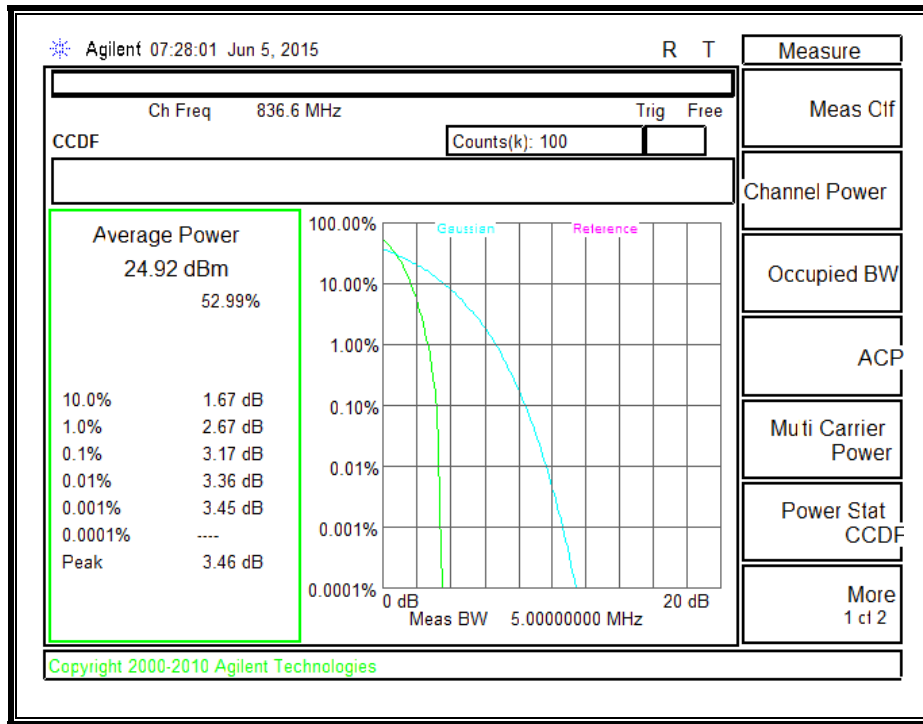 Agilent 07:28:01 Jun 5, 2015 R T
Measure
Ch Freq 836.6 MHz Trig Free
CCDF Counts(k): 100
Average Power
24.92 dBm
52.99%
10.0% 1.67 dB
1.0% 2.67 dB
0.1% 3.17 dB
0.01% 3.36 dB
0.001% 3.45 dB
0.0001% ----
Peak 3.46 dB
Gaussian Reference
100.00%
10.00%
1.00%
0.10%
0.01%
0.001%
0.0001%
0 dB 20 dB
Meas BW 5.00000000 MHz
Meas Off
Channel Power
Occupied BW
ACP
Multi Carrier
Power
Power Stat
CCDF
More
1 of 2
Copyright 2000-2010 Agilent Technologies